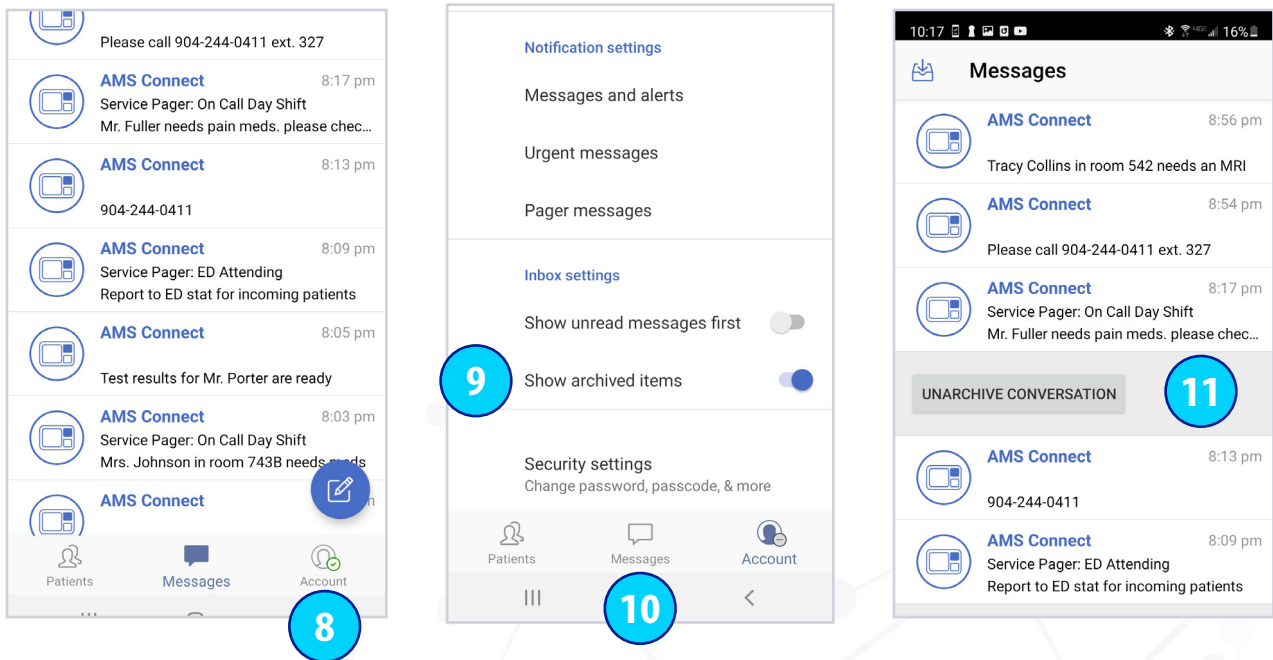 Please call 904-244-0411 ext. 327
AMS Connect 8:17 pm
Service Pager: On Call Day Shift
Mr. Fuller needs pain meds. please chec...
AMS Connect 8:13 pm
904-244-0411
AMS Connect 8:09 pm
Service Pager: ED Attending
Report to ED stat for incoming patients
AMS Connect 8:05 pm
Test results for Mr. Porter are ready
AMS Connect 8:03 pm
Service Pager: On Call Day Shift
Mrs. Johnson in room 743B needs meds
AMS Connect
Patients Messages Account
8
Notification settings
Messages and alerts
Urgent messages
Pager messages
Inbox settings
Show unread messages first
9 Show archived items
Security settings
Change password, passcode, & more
Patients Messages Account
10
10:17 16%
Messages
AMS Connect 8:56 pm
Tracy Collins in room 542 needs an MRI
AMS Connect 8:54 pm
Please call 904-244-0411 ext. 327
AMS Connect 8:17 pm
Service Pager: On Call Day Shift
Mr. Fuller needs pain meds. please chec...
UNARCHIVE CONVERSATION 11
AMS Connect 8:13 pm
904-244-0411
AMS Connect 8:09 pm
Service Pager: ED Attending
Report to ED stat for incoming patients